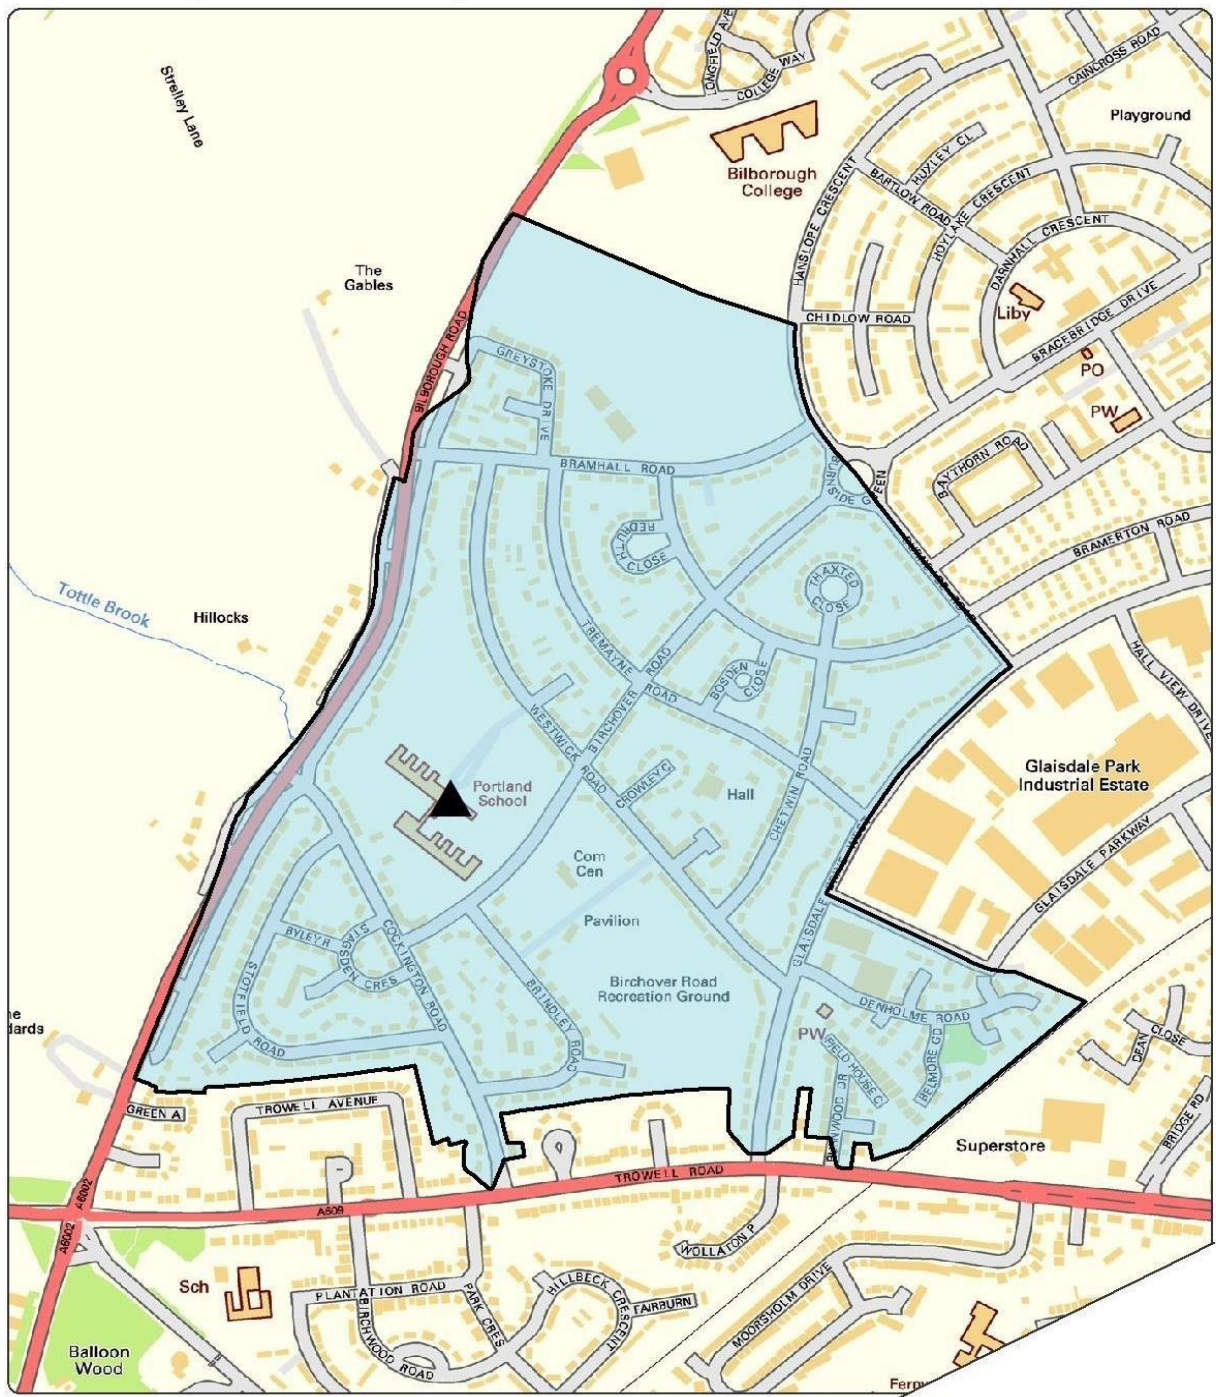 LONGFIELD AVE
COLLEGE WAY
CAINCROSS ROAD
Strelley Lane
Playground
Bilborough
College
HUXLEY CL
BARTLOW ROAD
HOYLAKE CRESCENT
HANSLOPE CRESCENT
DARNHALL CRESCENT
The
Gables
Liby
CHIDLOW ROAD
BRACEBRIDGE DRIVE
BILBOROUGH ROAD
GREYSTOKE DRIVE
PO
PW
BAYTHORN ROAD
BRAMHALL ROAD
BURNSIDE GREEN
BRAMERTON ROAD
REDRUTH CLOSE
THAXTED
CLOSE
Tottle Brook
Hillocks
TREMAYNE ROAD
HALL VIEW DRIVE
BOSDEN CLOSE
WESTWICK ROAD
BIRCHOVER ROAD
Glaisdale Park
Industrial Estate
CROWLEY C
Portland
School
Hall
CHETWIN ROAD
Com
Cen
GLAISDALE PARKWAY
Pavilion
GLAISDALE
BYLEY R
STAGSDEN CRES
COCKINGTON ROAD
STOTFIELD ROAD
BRINDLEY ROAD
Birchover Road
Recreation Ground
DENHOLME ROAD
PW
FIELD HOUSE C
BELMORE GD
DEAN CLOSE
BRIDGE RD
GREEN A
TROWELL AVENUE
Superstore
TROWELL ROAD
A6002
A609
A6002
WOLLATON P
Sch
PLANTATION ROAD
BIRCHWOOD ROAD
PARK CRES
HILLBECK CRESCENT
FAIRBURN
MOORSHOLM DRIVE
Balloon
Wood